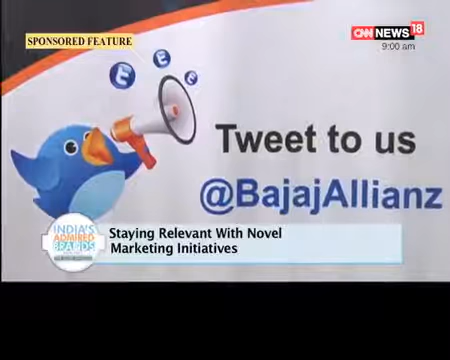 SPONSORED FEATURE
CNN NEWS 18
9:00 am
E E E
Tweet to us
@BajajAllianz
INDIA'S
ADMIRED
BRANDS
Staying Relevant With Novel
Marketing Initiatives